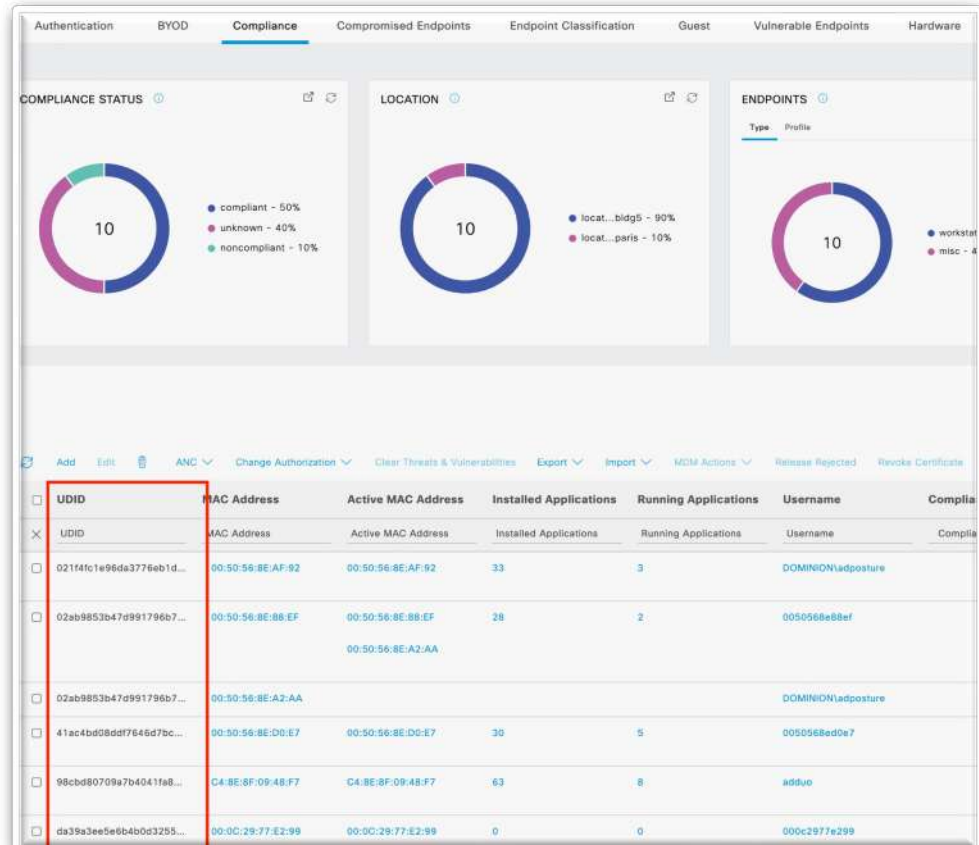 Authentication BYOD Compliance Compromised Endpoints Endpoint Classification Guest Vulnerable Endpoints Hardware
COMPLIANCE STATUS
10
compliant - 50%
unknown - 40%
noncompliant - 10%
LOCATION
10
locat...bldg5 - 90%
locat...paris - 10%
ENDPOINTS
Type Profile
10
workstat
misc - 4
Add Edit ANC Change Authorization Clear Threats & Vulnerabilities Export Import MDM Actions Release Rejected Revoke Certificate
UDID MAC Address Active MAC Address Installed Applications Running Applications Username Complia
UDID MAC Address Active MAC Address Installed Applications Running Applications Username Complia
021f4fc1e96da3776eb1d... 00:50:56:8E:AF:92 00:50:56:8E:AF:92 33 3 DOMINION\adposture
02ab9853b47d991796b7... 00:50:56:8E:88:EF 00:50:56:8E:88:EF 28 2 0050568e88ef
00:50:56:8E:A2:AA
02ab9853b47d991796b7... 00:50:56:8E:A2:AA DOMINION\adposture
41ac4bd08ddf7646d7bc... 00:50:56:8E:D0:E7 00:50:56:8E:D0:E7 30 5 0050568ed0e7
98cbd80709a7b4041fa8... C4:8E:8F:09:48:F7 C4:8E:8F:09:48:F7 63 8 adduo
da39a3ee5e6b4b0d3255... 00:0C:29:77:E2:99 00:0C:29:77:E2:99 0 0 000c2977e299